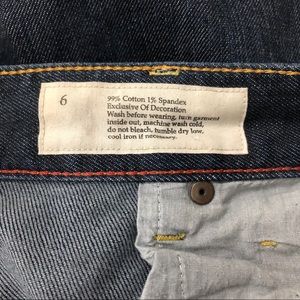 6
99% Cotton 1% Spandex
Exclusive Of Decoration
Wash before wearing, turn garment
inside out, machine wash cold,
do not bleach, tumble dry low.
cool iron if necessary.